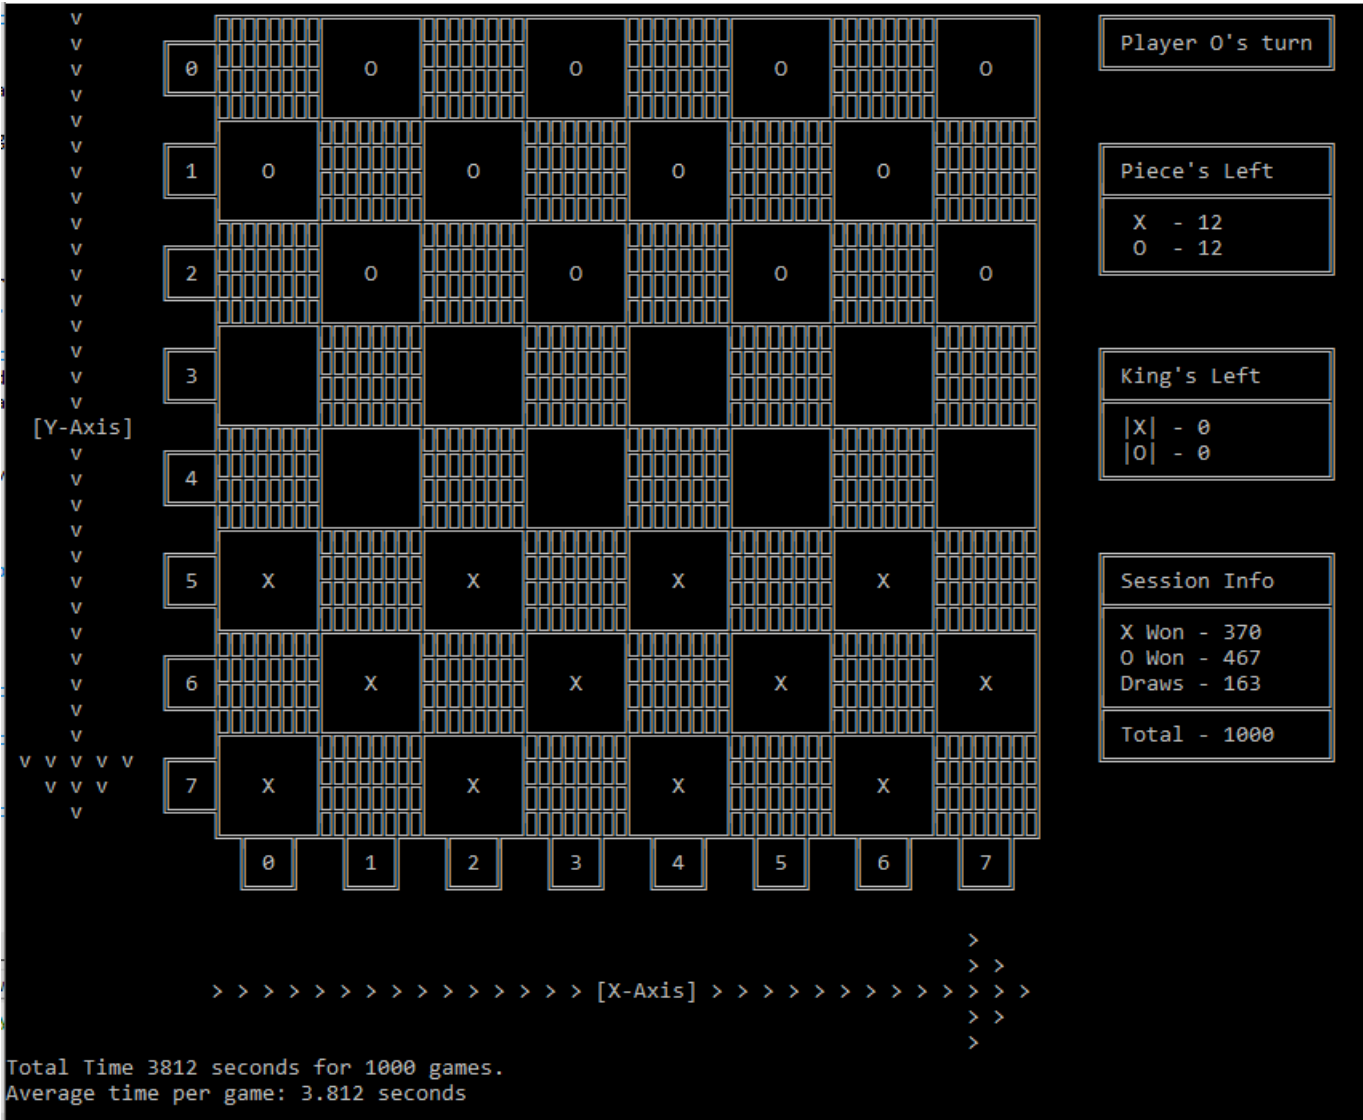 Player O's turn
0 O O O O
1 O O O O
Piece's Left
X - 12
O - 12
2 O O O O
3
King's Left
|X| - 0
|O| - 0
[Y-Axis]
4
5 X X X X
Session Info
X Won - 370
O Won - 467
Draws - 163
6 X X X X
Total - 1000
7 X X X X
0 1 2 3 4 5 6 7
> > > > > > > > > > > > > > > [X-Axis] > > > > > > > > > > > > >
Total Time 3812 seconds for 1000 games.
Average time per game: 3.812 seconds